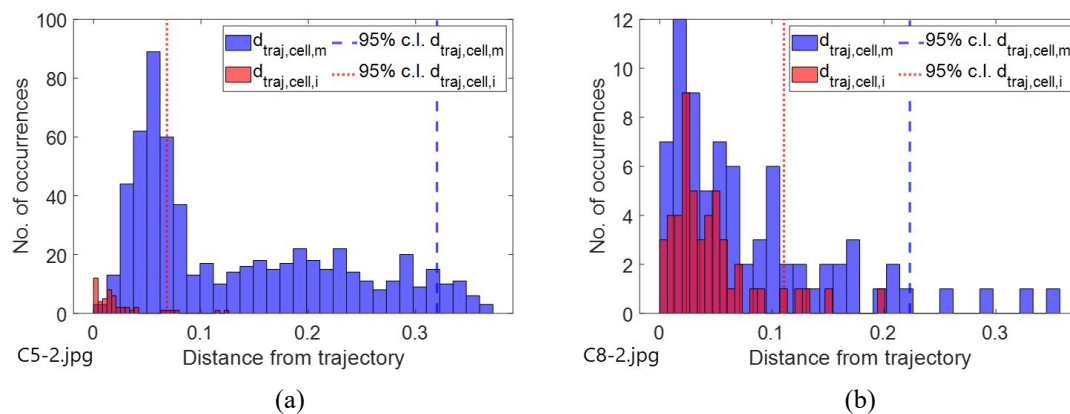 100
80
60
40
20
0
No. of occurrences
d_traj,cell,m
d_traj,cell,i
95% c.l. d_traj,cell,m
95% c.l. d_traj,cell,i
0
0.1
0.2
0.3
C5-2.jpg
Distance from trajectory
(a)
12
10
8
6
4
2
0
No. of occurrences
d_traj,cell,m
d_traj,cell,i
95% c.l. d_traj,cell,m
95% c.l. d_traj,cell,i
0
0.1
0.2
0.3
C8-2.jpg
Distance from trajectory
(b)